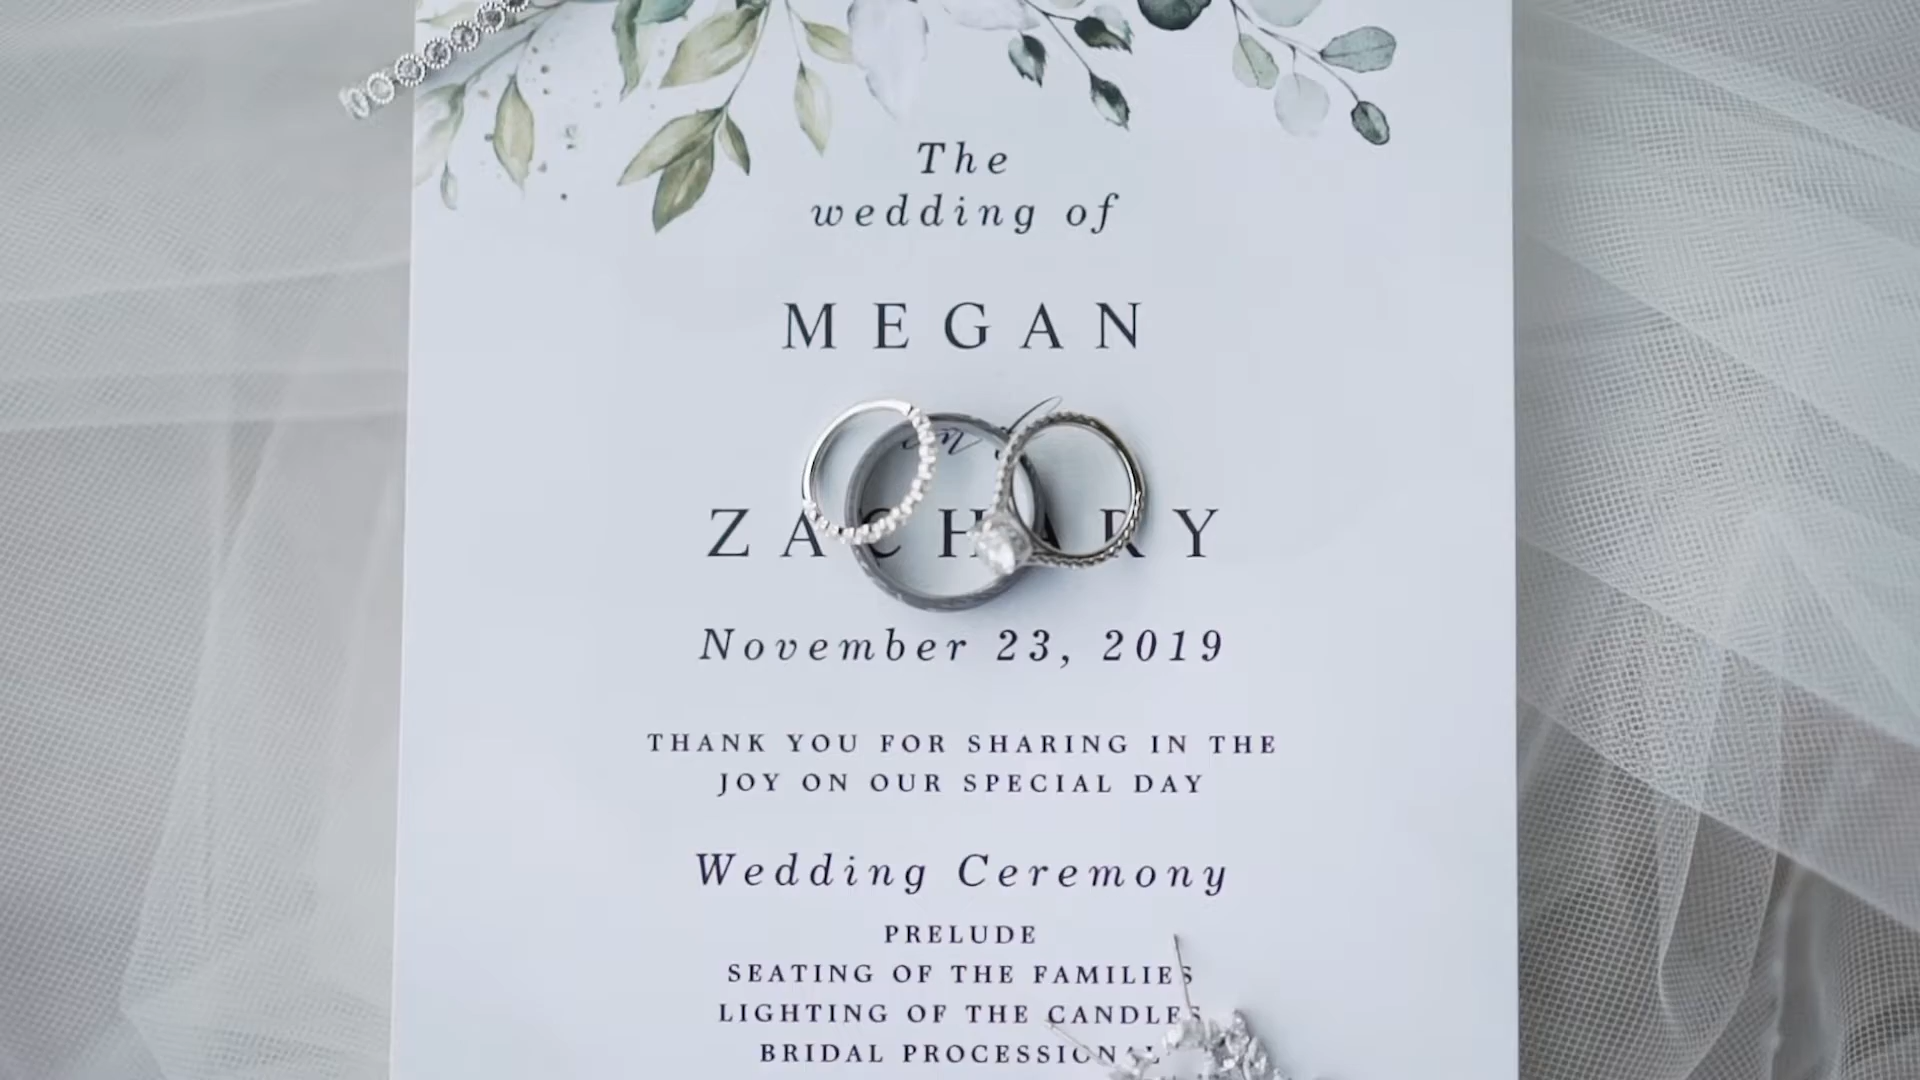 The
wedding of
MEGAN
ZACHARY
November 23, 2019
THANK YOU FOR SHARING IN THE
JOY ON OUR SPECIAL DAY
Wedding Ceremony
PRELUDE
SEATING OF THE FAMILIES
LIGHTING OF THE CANDLES
BRIDAL PROCESSIONAL